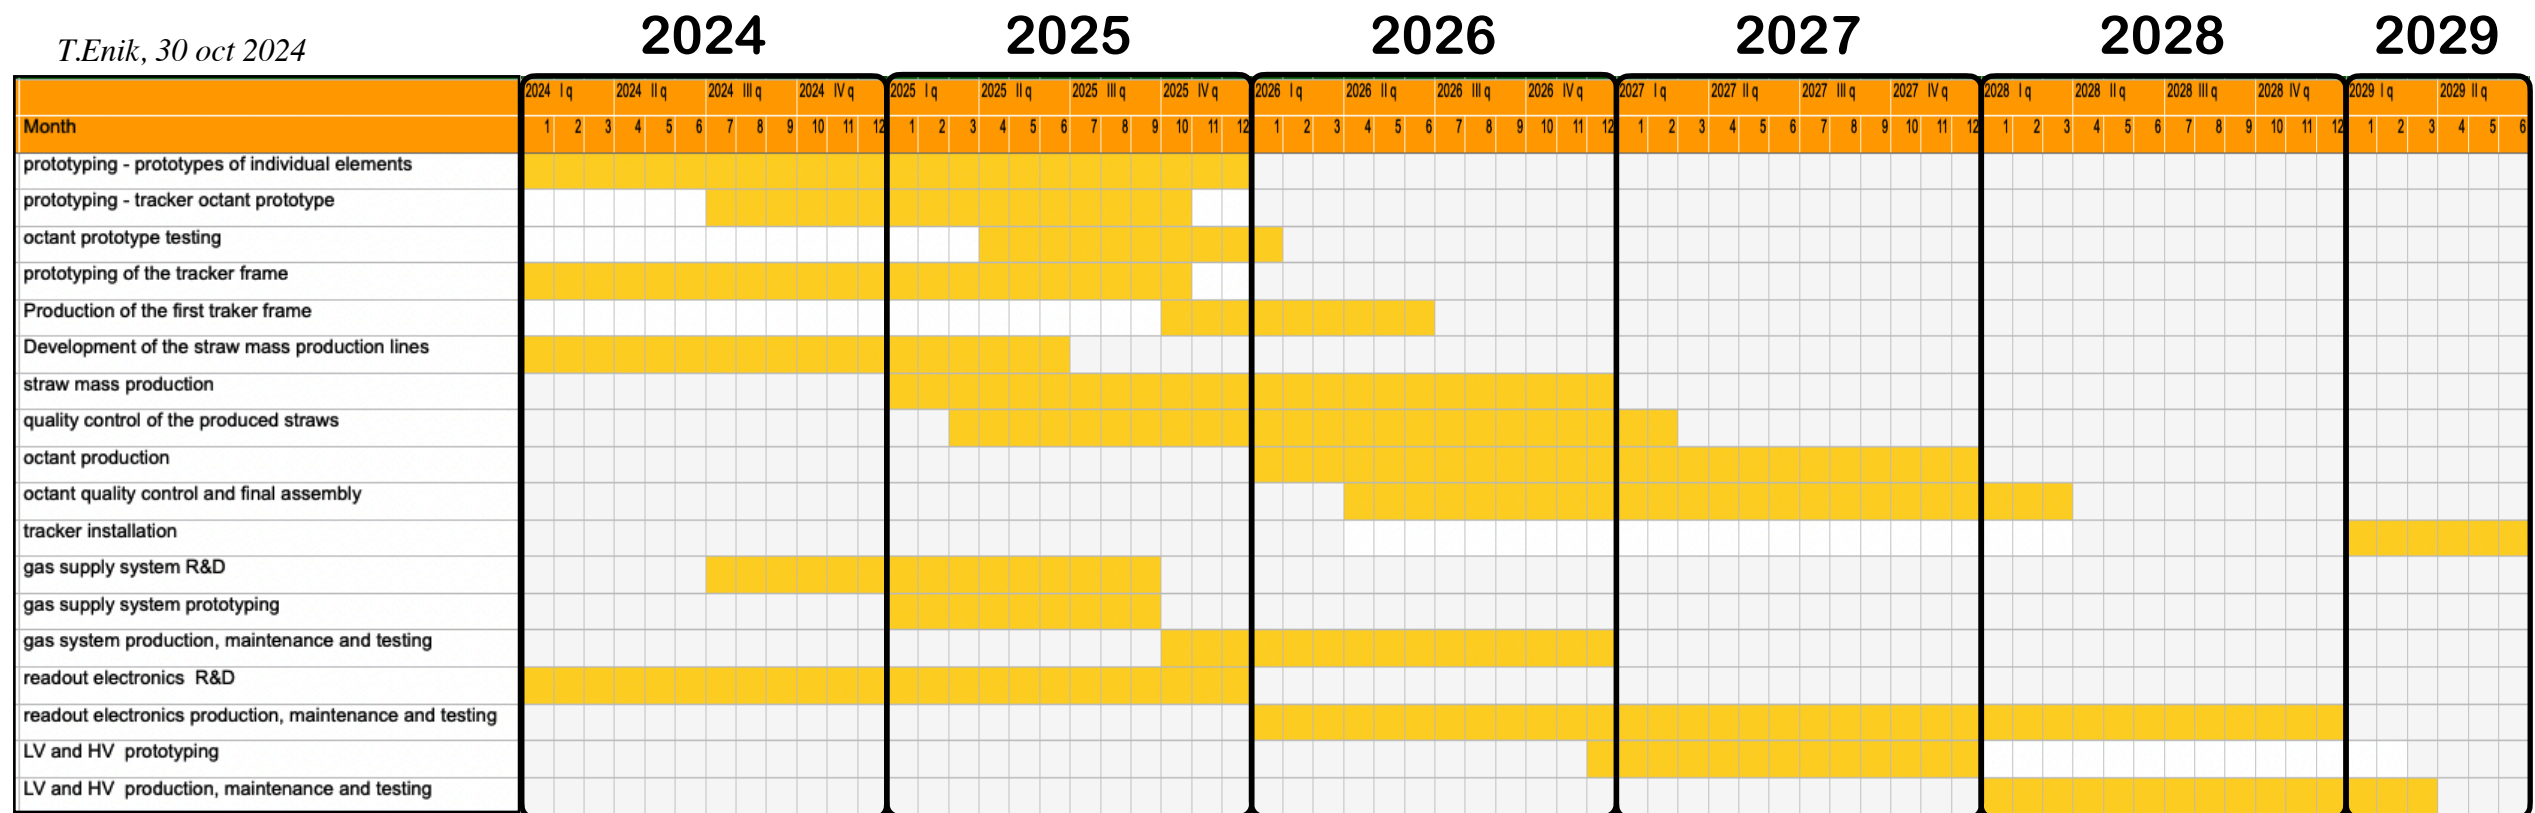 2024 2025 2026 2027 2028 2029
T.Enik, 30 oct 2024
2024 I q 2024 II q 2024 III q 2024 IV q 2025 I q 2025 II q 2025 III q 2025 IV q 2026 I q 2026 II q 2026 III q 2026 IV q 2027 I q 2027 II q 2027 III q 2027 IV q 2028 I q 2028 II q 2028 III q 2028 IV q 2029 I q 2029 II q
Month 1 2 3 4 5 6 7 8 9 10 11 12 1 2 3 4 5 6 7 8 9 10 11 12 1 2 3 4 5 6 7 8 9 10 11 12 1 2 3 4 5 6 7 8 9 10 11 12 1 2 3 4 5 6 7 8 9 10 11 12 1 2 3 4 5 6
prototyping - prototypes of individual elements
prototyping - tracker octant prototype
octant prototype testing
prototyping of the tracker frame
Production of the first traker frame
Development of the straw mass production lines
straw mass production
quality control of the produced straws
octant production
octant quality control and final assembly
tracker installation
gas supply system R&D
gas supply system prototyping
gas system production, maintenance and testing
readout electronics R&D
readout electronics production, maintenance and testing
LV and HV prototyping
LV and HV production, maintenance and testing